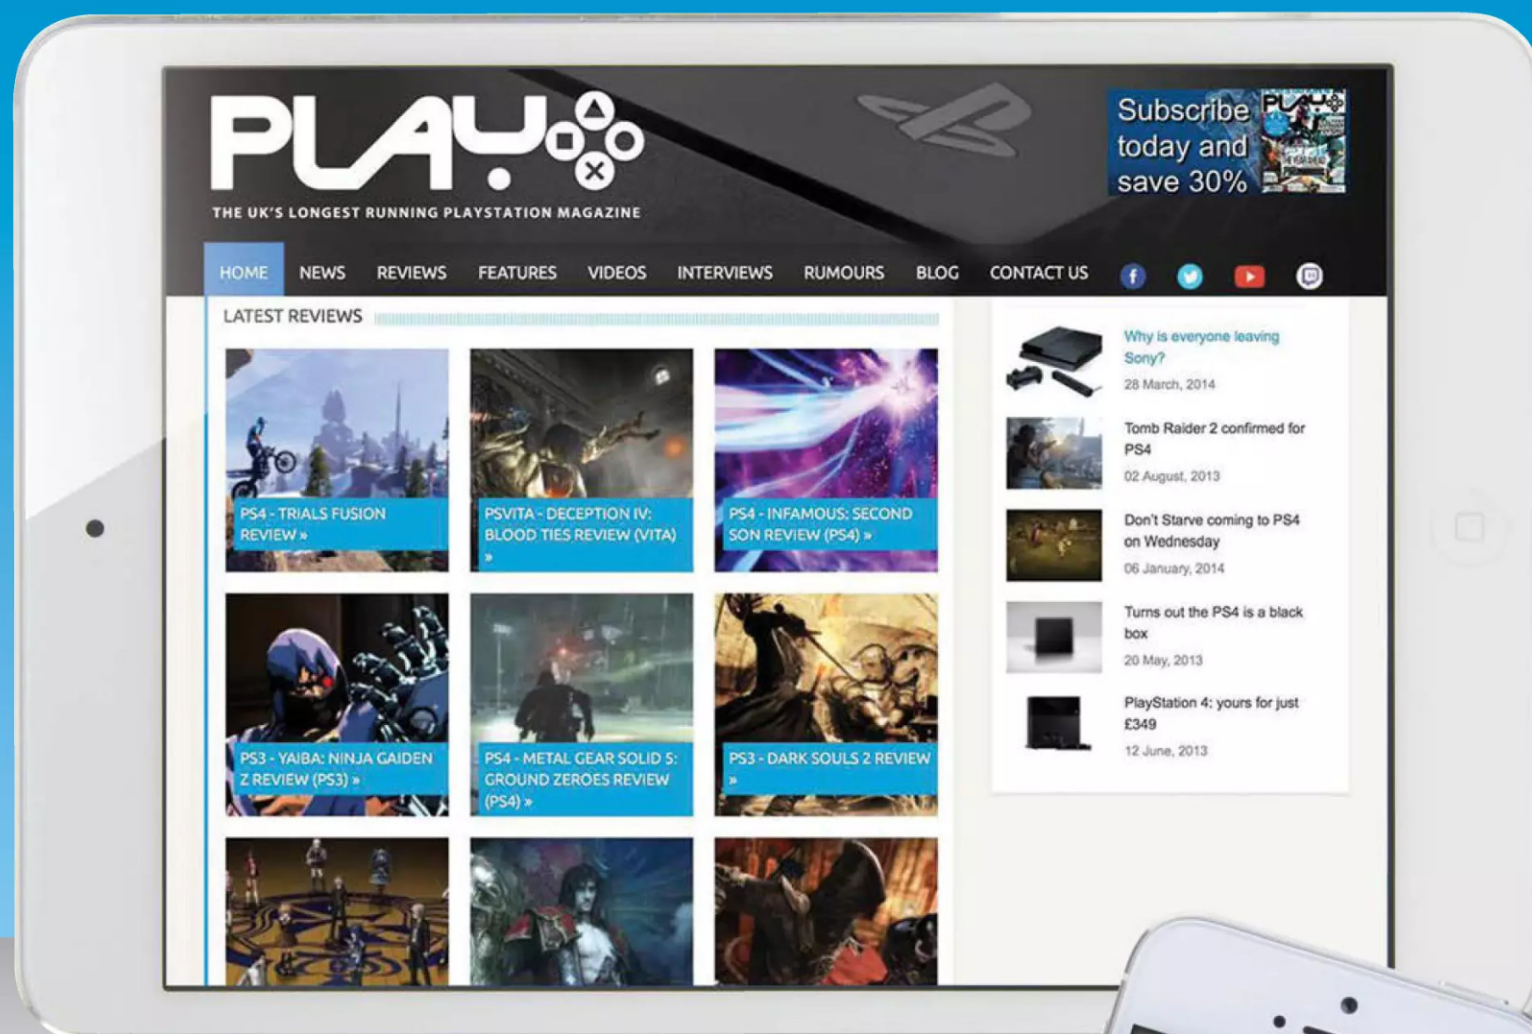 PLAY
THE UK'S LONGEST RUNNING PLAYSTATION MAGAZINE
Subscribe
today and
save 30%
PLAY
HOME NEWS REVIEWS FEATURES VIDEOS INTERVIEWS RUMOURS BLOG CONTACT US
LATEST REVIEWS
PS4 - TRIALS FUSION
REVIEW »
PSVITA - DECEPTION IV:
BLOOD TIES REVIEW (VITA)
»
PS4 - INFAMOUS: SECOND
SON REVIEW (PS4) »
PS3 - YAIBA: NINJA GAIDEN
Z REVIEW (PS3) »
PS4 - METAL GEAR SOLID 5:
GROUND ZEROES REVIEW
(PS4) »
PS3 - DARK SOULS 2 REVIEW
»
Why is everyone leaving
Sony?
28 March, 2014
Tomb Raider 2 confirmed for
PS4
02 August, 2013
Don't Starve coming to PS4
on Wednesday
06 January, 2014
Turns out the PS4 is a black
box
20 May, 2013
PlayStation 4: yours for just
£349
12 June, 2013